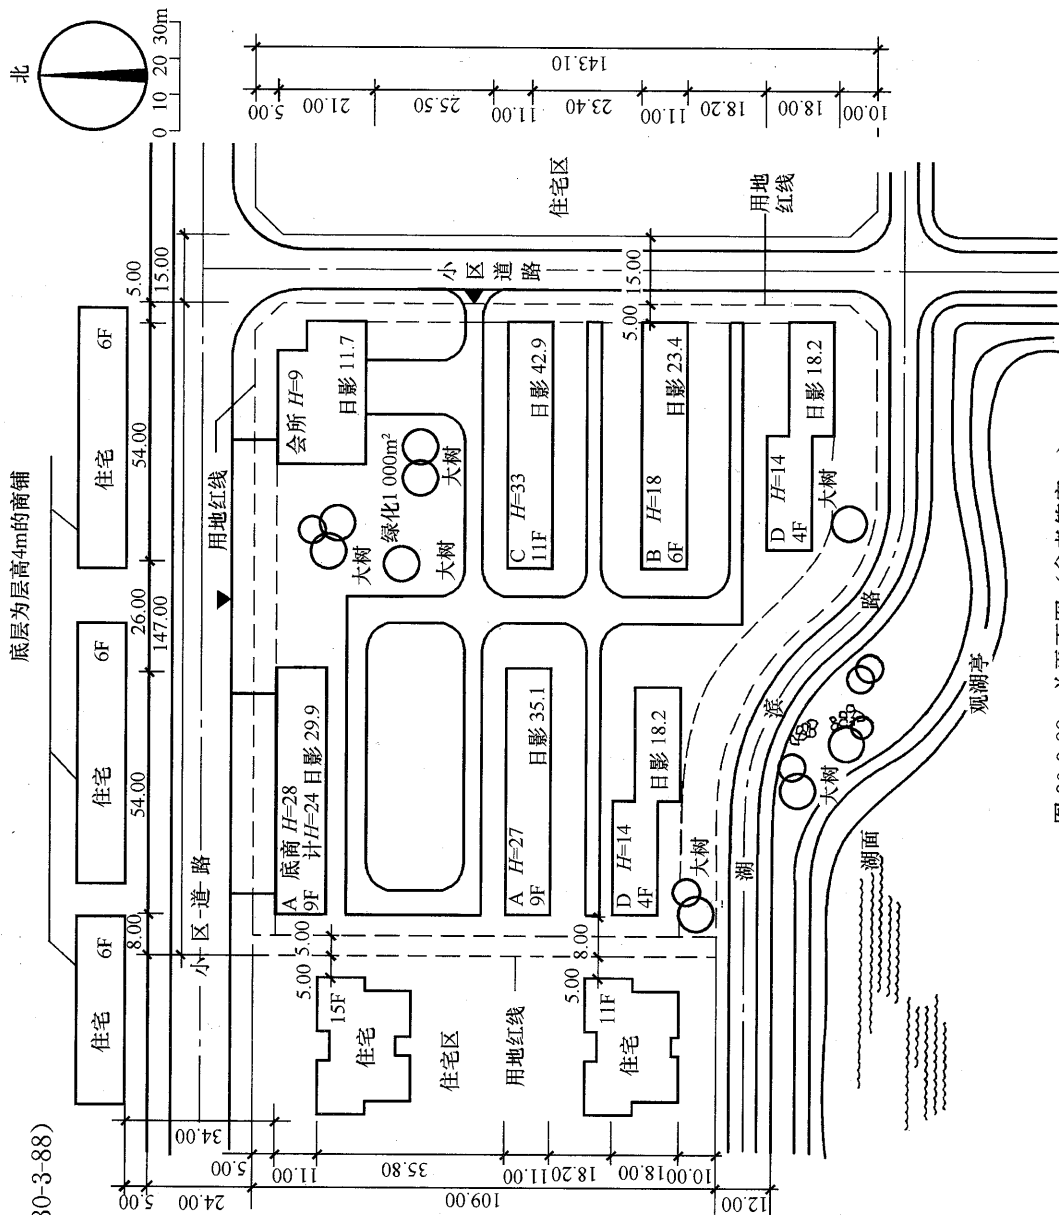 30-3-88)
北
0 10 20 30m
底层为层高4m的商铺
住宅 6F
住宅 6F
住宅 6F
8.00
54.00
26.00
54.00
5.00
147.00
15.00
小区道路
用地红线
5.00
24.00
34.00
5.00
11.00
35.80
11.00
18.20
18.00
10.00
109.00
12.00
5.00
21.00
25.50
11.00
23.40
11.00
18.20
18.00
10.00
143.10
A 底商 H=28
9F 计H=24 日影 29.9
会所 H=9
日影 11.7
绿化1 000m²
大树
大树
大树
C H=33
11F 日影 42.9
A H=27
9F 日影 35.1
B H=18
6F 日影 23.4
D H=14
4F 日影 18.2
D H=14
4F 日影 18.2
大树
大树
大树
5.00
5.00
15F
住宅
住宅区
用地红线
5.00
8.00
11F
住宅
小区道路
15.00
5.00
住宅区
用地红线
湖滨路
观湖亭
湖面